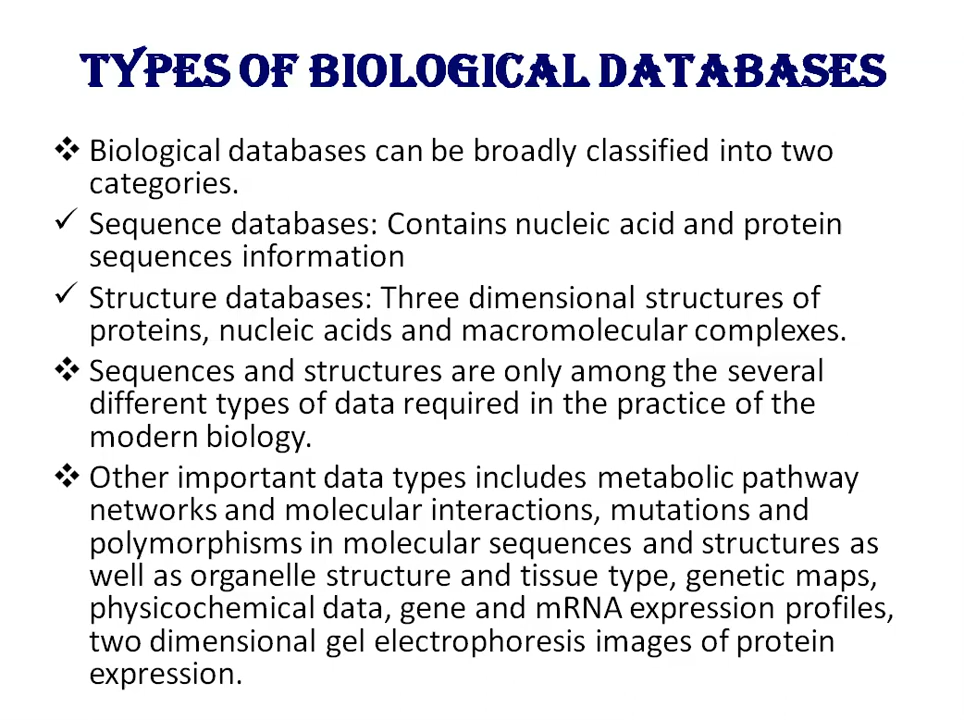 TYPES OF BIOLOGICAL DATABASES
❖ Biological databases can be broadly classified into two
categories.
✓ Sequence databases: Contains nucleic acid and protein
sequences information
✓ Structure databases: Three dimensional structures of
proteins, nucleic acids and macromolecular complexes.
❖ Sequences and structures are only among the several
different types of data required in the practice of the
modern biology.
❖ Other important data types includes metabolic pathway
networks and molecular interactions, mutations and
polymorphisms in molecular sequences and structures as
well as organelle structure and tissue type, genetic maps,
physicochemical data, gene and mRNA expression profiles,
two dimensional gel electrophoresis images of protein
expression.